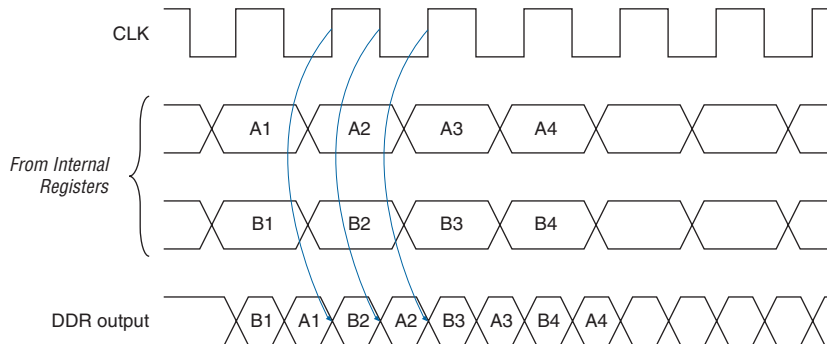 CLK
A1 A2 A3 A4
From Internal
Registers
B1 B2 B3 B4
DDR output B1 A1 B2 A2 B3 A3 B4 A4